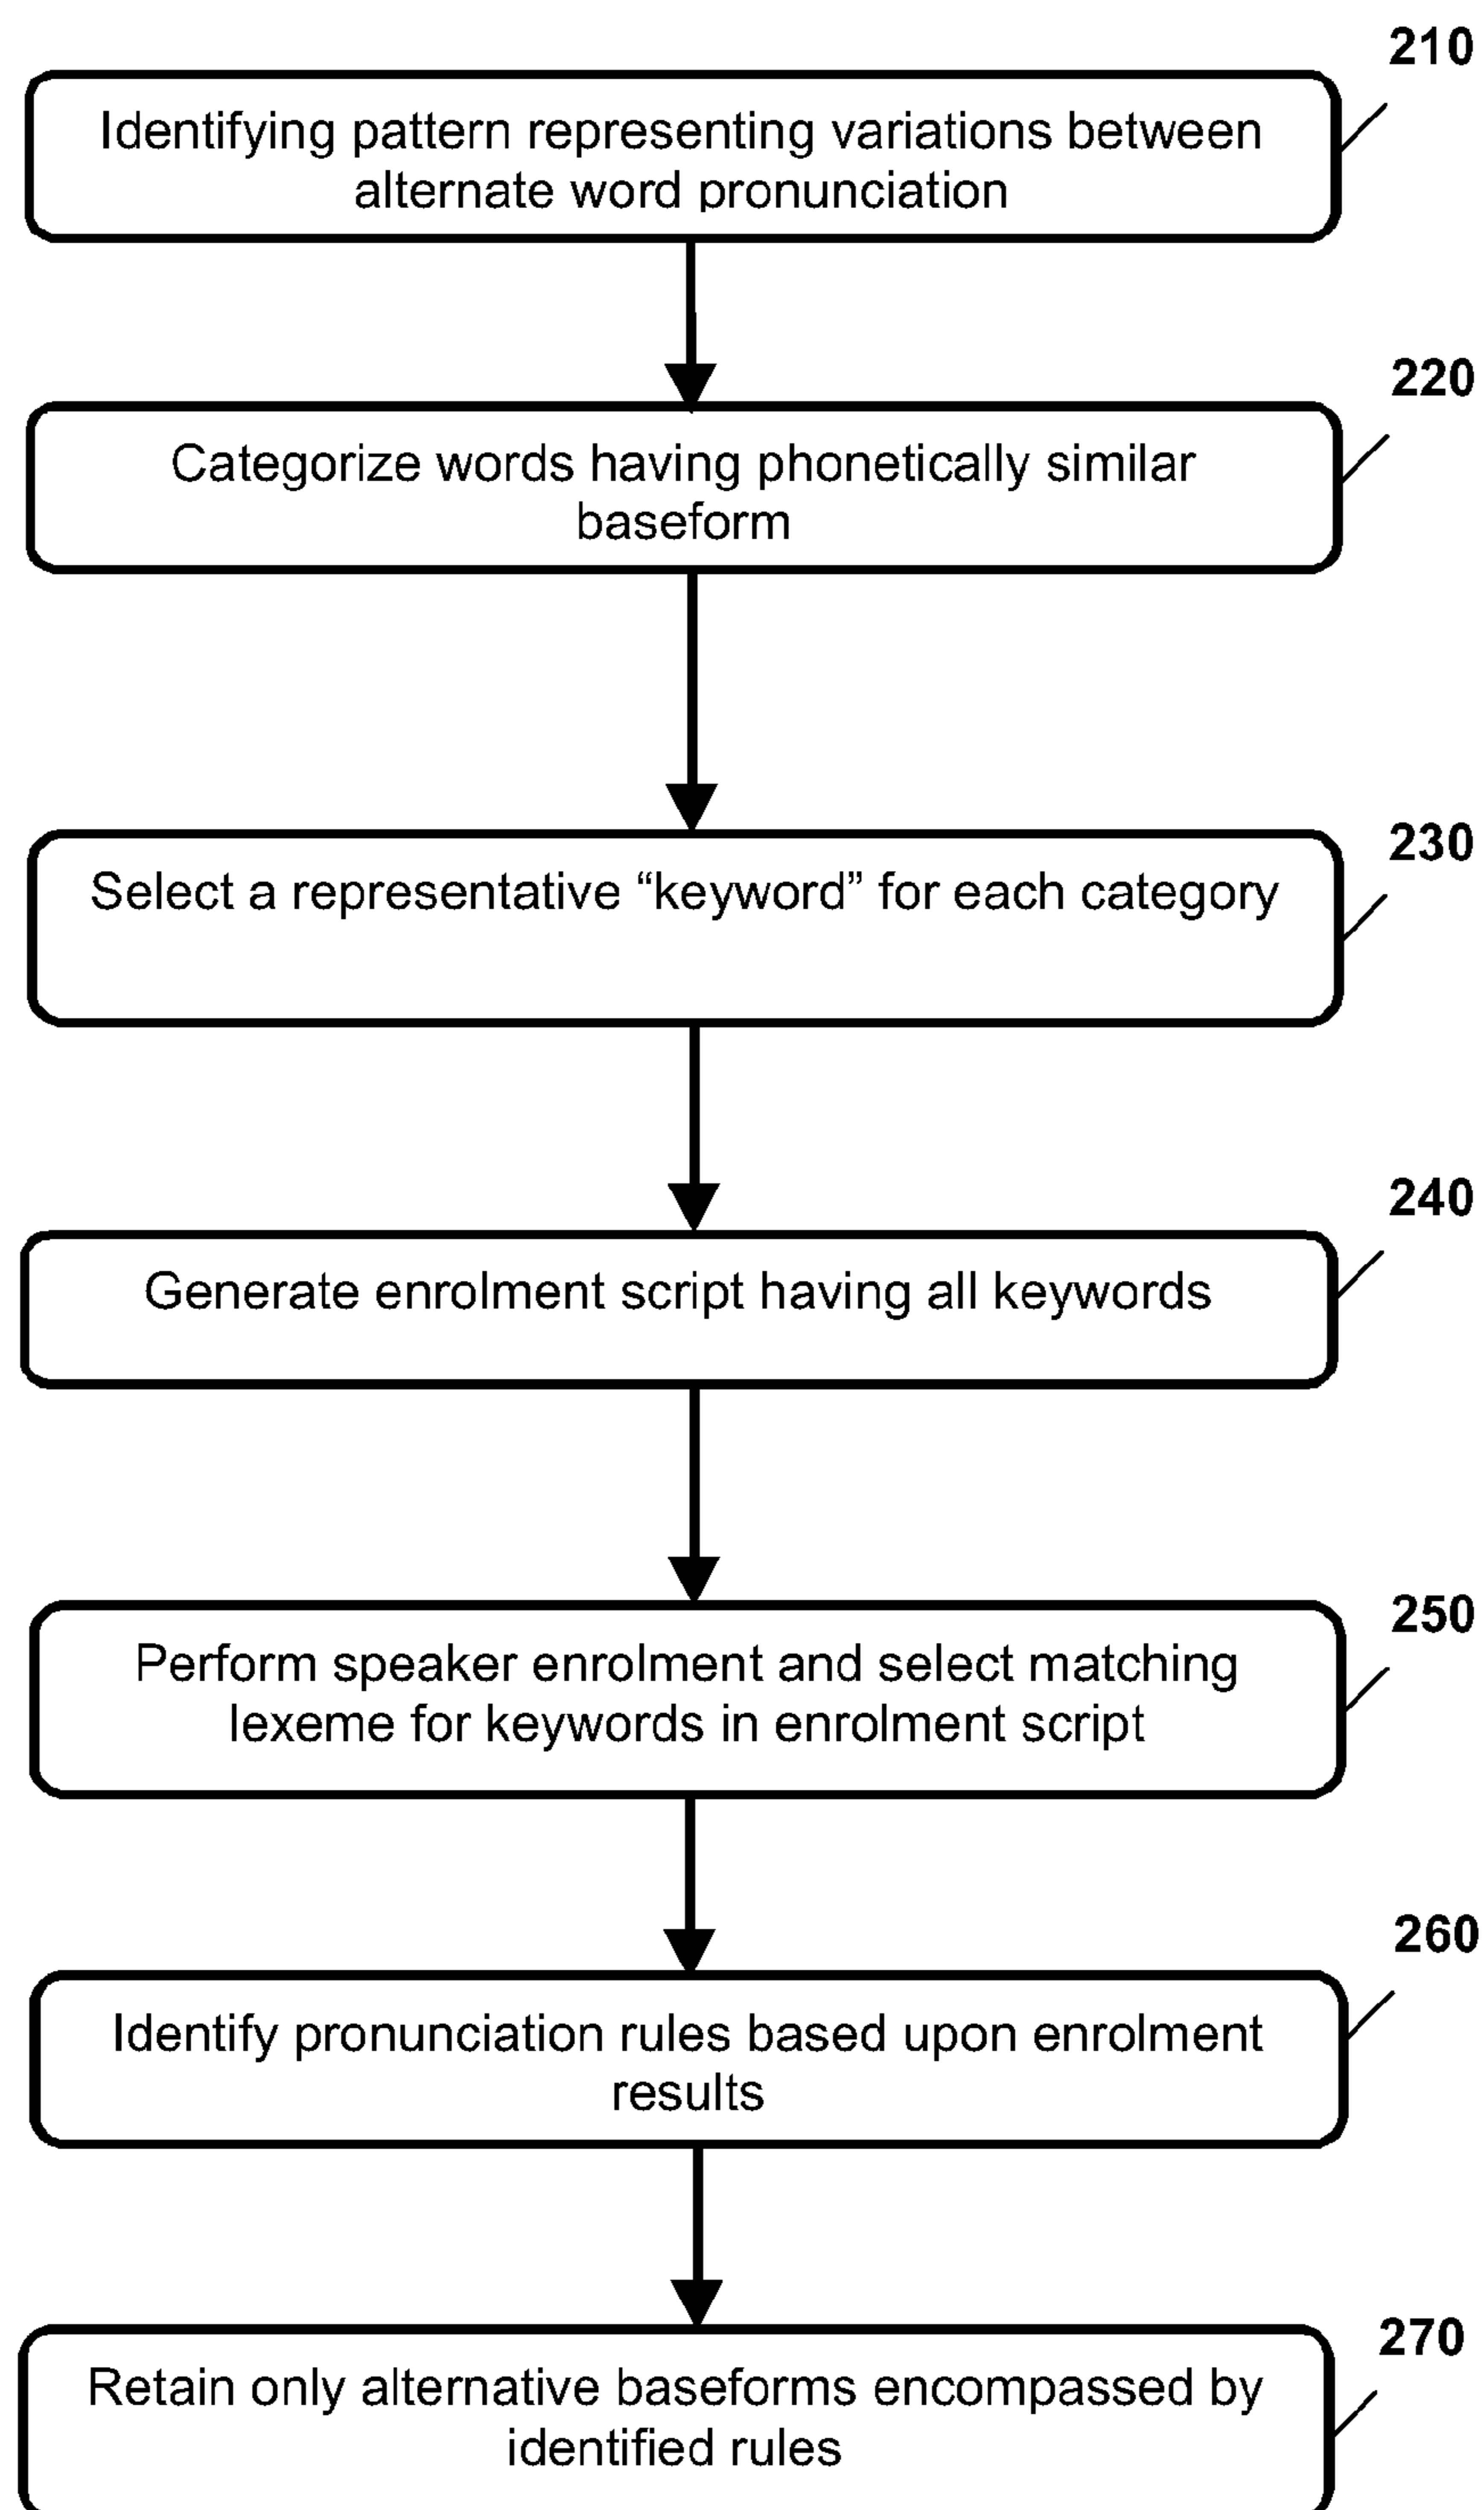 210
Identifying pattern representing variations between
alternate word pronunciation
220
Categorize words having phonetically similar
baseform
230
Select a representative “keyword” for each category
240
Generate enrolment script having all keywords
250
Perform speaker enrolment and select matching
lexeme for keywords in enrolment script
260
Identify pronunciation rules based upon enrolment
results
270
Retain only alternative baseforms encompassed by
identified rules